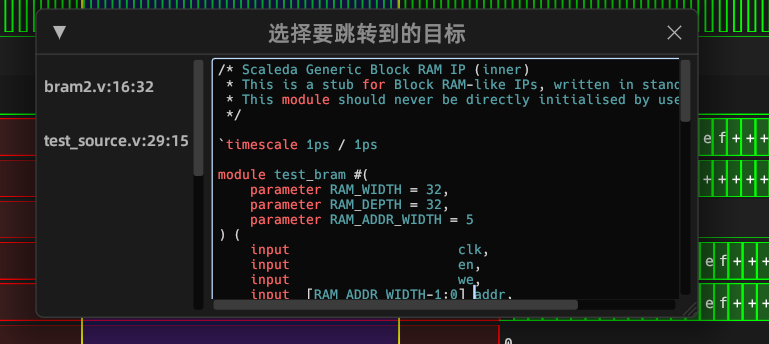 ▼ 选择要跳转到的目标 ×
bram2.v:16:32
test_source.v:29:15
/* Scaleda Generic Block RAM IP (inner)
 * This is a stub for Block RAM-like IPs, written in stand
 * This module should never be directly initialised by use
 */
`timescale 1ps / 1ps
module test_bram #(
    parameter RAM_WIDTH = 32,
    parameter RAM_DEPTH = 32,
    parameter RAM_ADDR_WIDTH = 5
) (
    input                     clk,
    input                     en,
    input                     we,
    input  [RAM_ADDR_WIDTH-1:0] addr,
e f + + +
+ + + + +
e f + + +
e f + + +
0